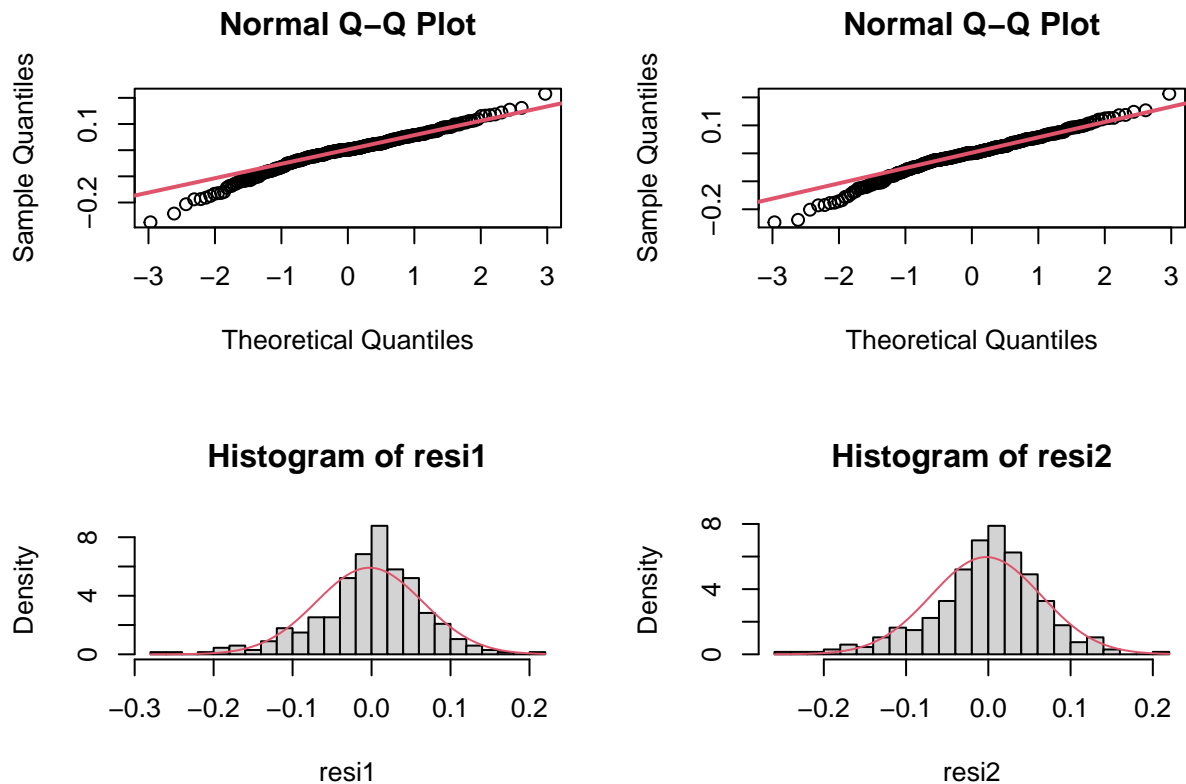 Normal Q−Q Plot
Sample Quantiles
0.1
−0.2
−3 −2 −1 0 1 2 3
Theoretical Quantiles
Normal Q−Q Plot
Sample Quantiles
0.1
−0.2
−3 −2 −1 0 1 2 3
Theoretical Quantiles
Histogram of resi1
Density
8
4
0
−0.3 −0.2 −0.1 0.0 0.1 0.2
resi1
Histogram of resi2
Density
8
4
0
−0.2 −0.1 0.0 0.1 0.2
resi2